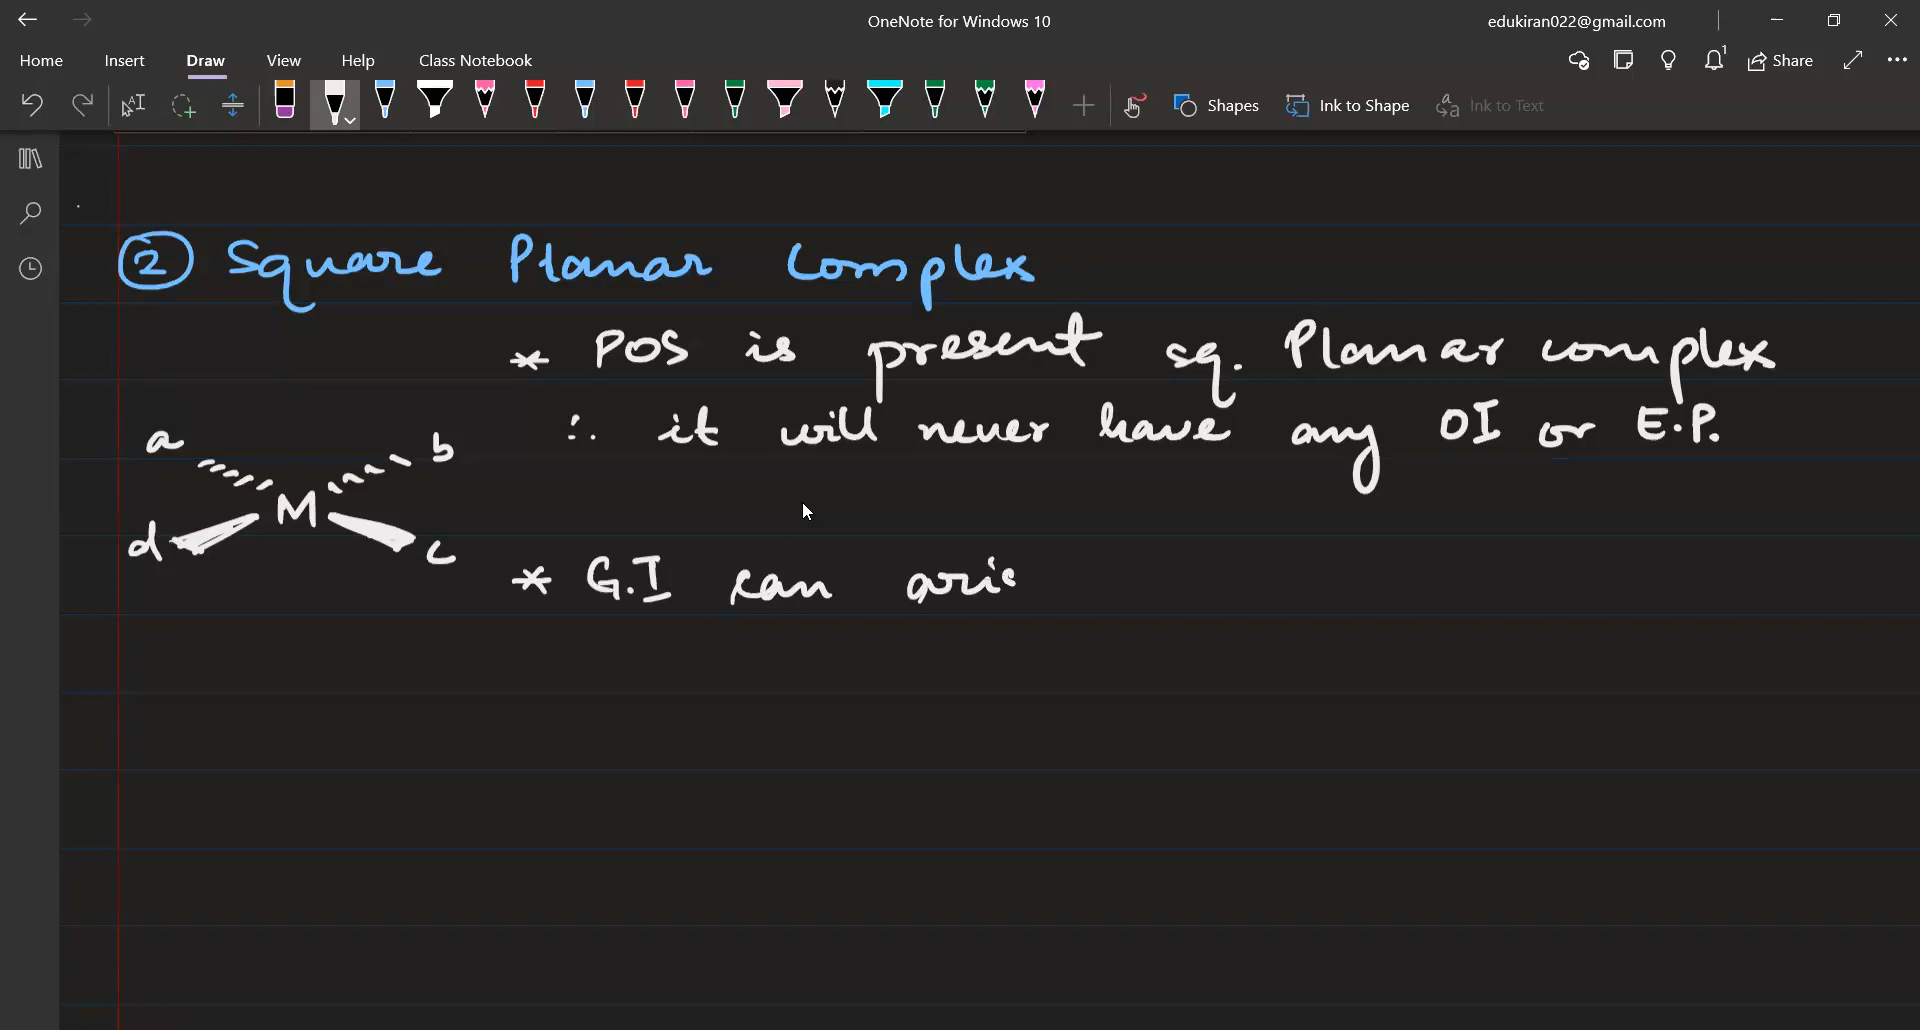 OneNote for Windows 10
edukiran022@gmail.com
Home Insert Draw View Help Class Notebook
1
Share
Shapes Ink to Shape Ink to Text
② Square Planar Complex
* POS is present sq. Planar complex
∴ it will never have any OI or E.P.
a b
M
d c
* G.I can aris